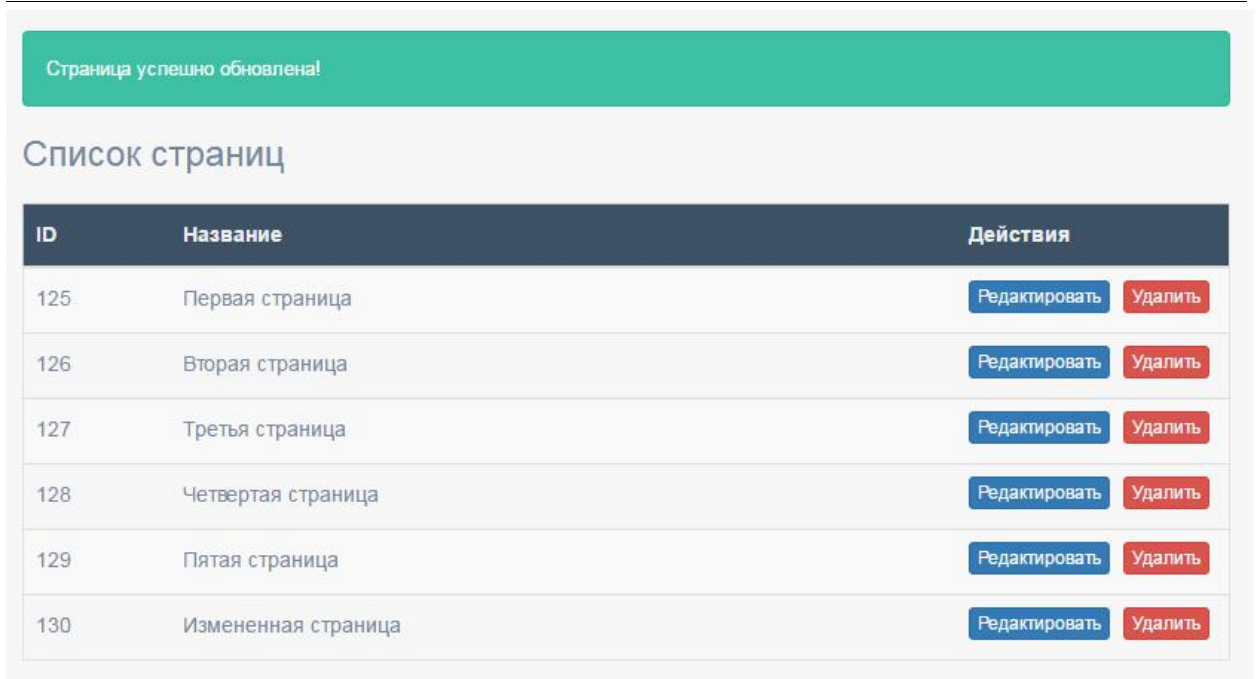 Страница успешно обновлена!
Список страниц
ID Название Действия
125 Первая страница Редактировать Удалить
126 Вторая страница Редактировать Удалить
127 Третья страница Редактировать Удалить
128 Четвертая страница Редактировать Удалить
129 Пятая страница Редактировать Удалить
130 Измененная страница Редактировать Удалить